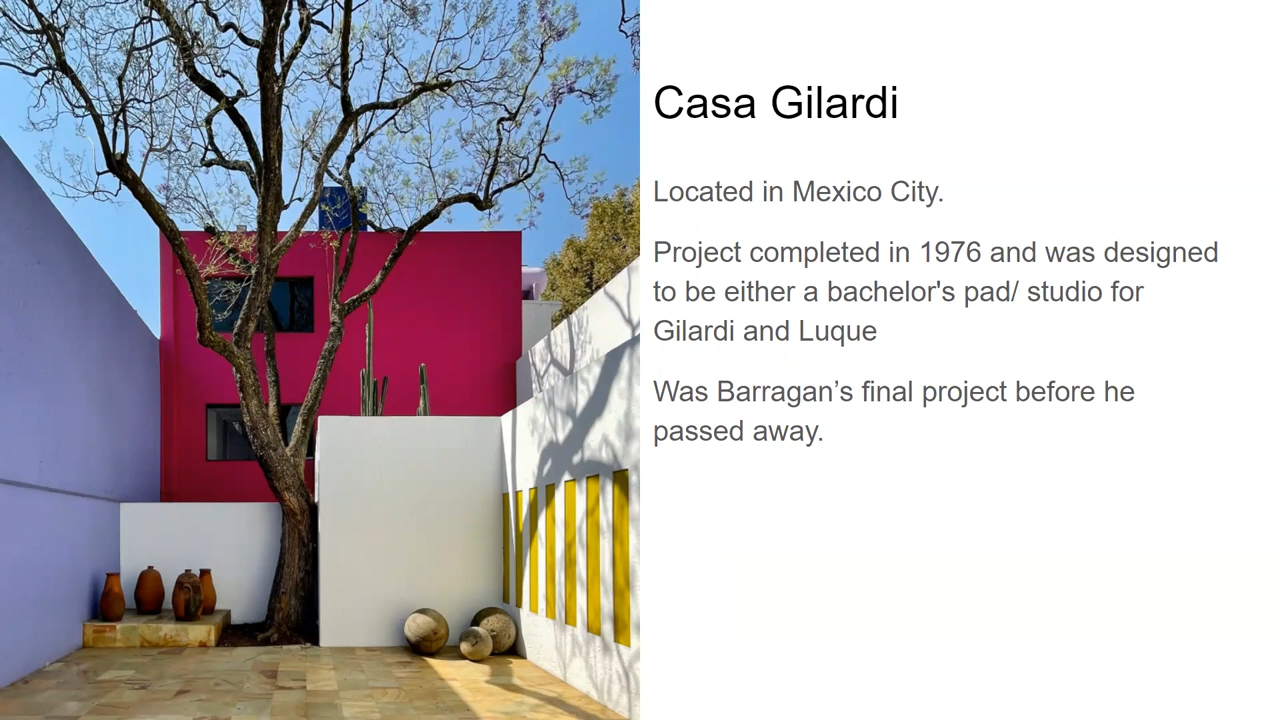 Casa Gilardi
Located in Mexico City.
Project completed in 1976 and was designed
to be either a bachelor's pad/ studio for
Gilardi and Luque
Was Barragan’s final project before he
passed away.